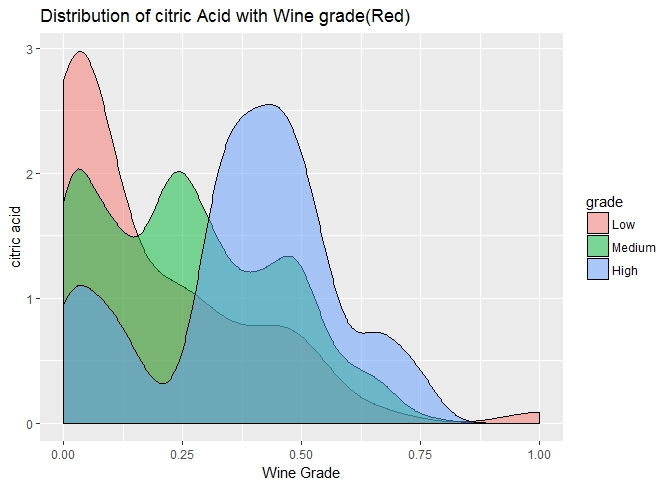 Distribution of citric Acid with Wine grade(Red)
citric acid
3
2
1
0
0.00 0.25 0.50 0.75 1.00
Wine Grade
grade
Low
Medium
High